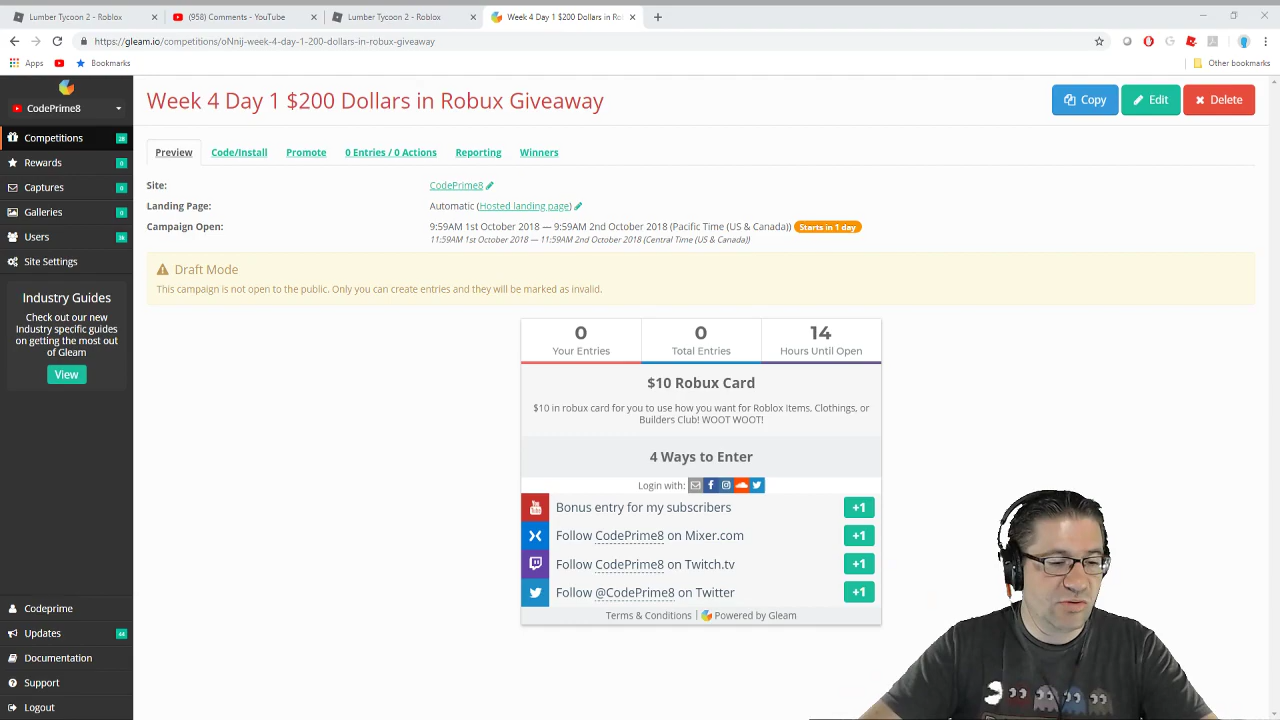 Lumber Tycoon 2 - Roblox
(958) Comments - YouTube
Lumber Tycoon 2 - Roblox
Week 4 Day 1 $200 Dollars in Ro
https://gleam.io/competitions/oNnij-week-4-day-1-200-dollars-in-robux-giveaway
Apps
Bookmarks
Other bookmarks
CodePrime8
Competitions 28
Rewards 0
Captures 0
Galleries 0
Users 36
Site Settings
Industry Guides
Check out our new
Industry specific guides
on getting the most out
of Gleam
View
Codeprime
Updates 44
Documentation
Support
Logout
Week 4 Day 1 $200 Dollars in Robux Giveaway
Copy
Edit
Delete
Preview
Code/Install
Promote
0 Entries / 0 Actions
Reporting
Winners
Site: CodePrime8
Landing Page: Automatic (Hosted landing page)
Campaign Open: 9:59AM 1st October 2018 — 9:59AM 2nd October 2018 (Pacific Time (US & Canada)) Starts in 1 day
11:59AM 1st October 2018 — 11:59AM 2nd October 2018 (Central Time (US & Canada))
Draft Mode
This campaign is not open to the public. Only you can create entries and they will be marked as invalid.
0 0 14
Your Entries Total Entries Hours Until Open
$10 Robux Card
$10 in robux card for you to use how you want for Roblox Items, Clothings, or
Builders Club! WOOT WOOT!
4 Ways to Enter
Login with:
Bonus entry for my subscribers +1
Follow CodePrime8 on Mixer.com +1
Follow CodePrime8 on Twitch.tv +1
Follow @CodePrime8 on Twitter +1
Terms & Conditions | Powered by Gleam